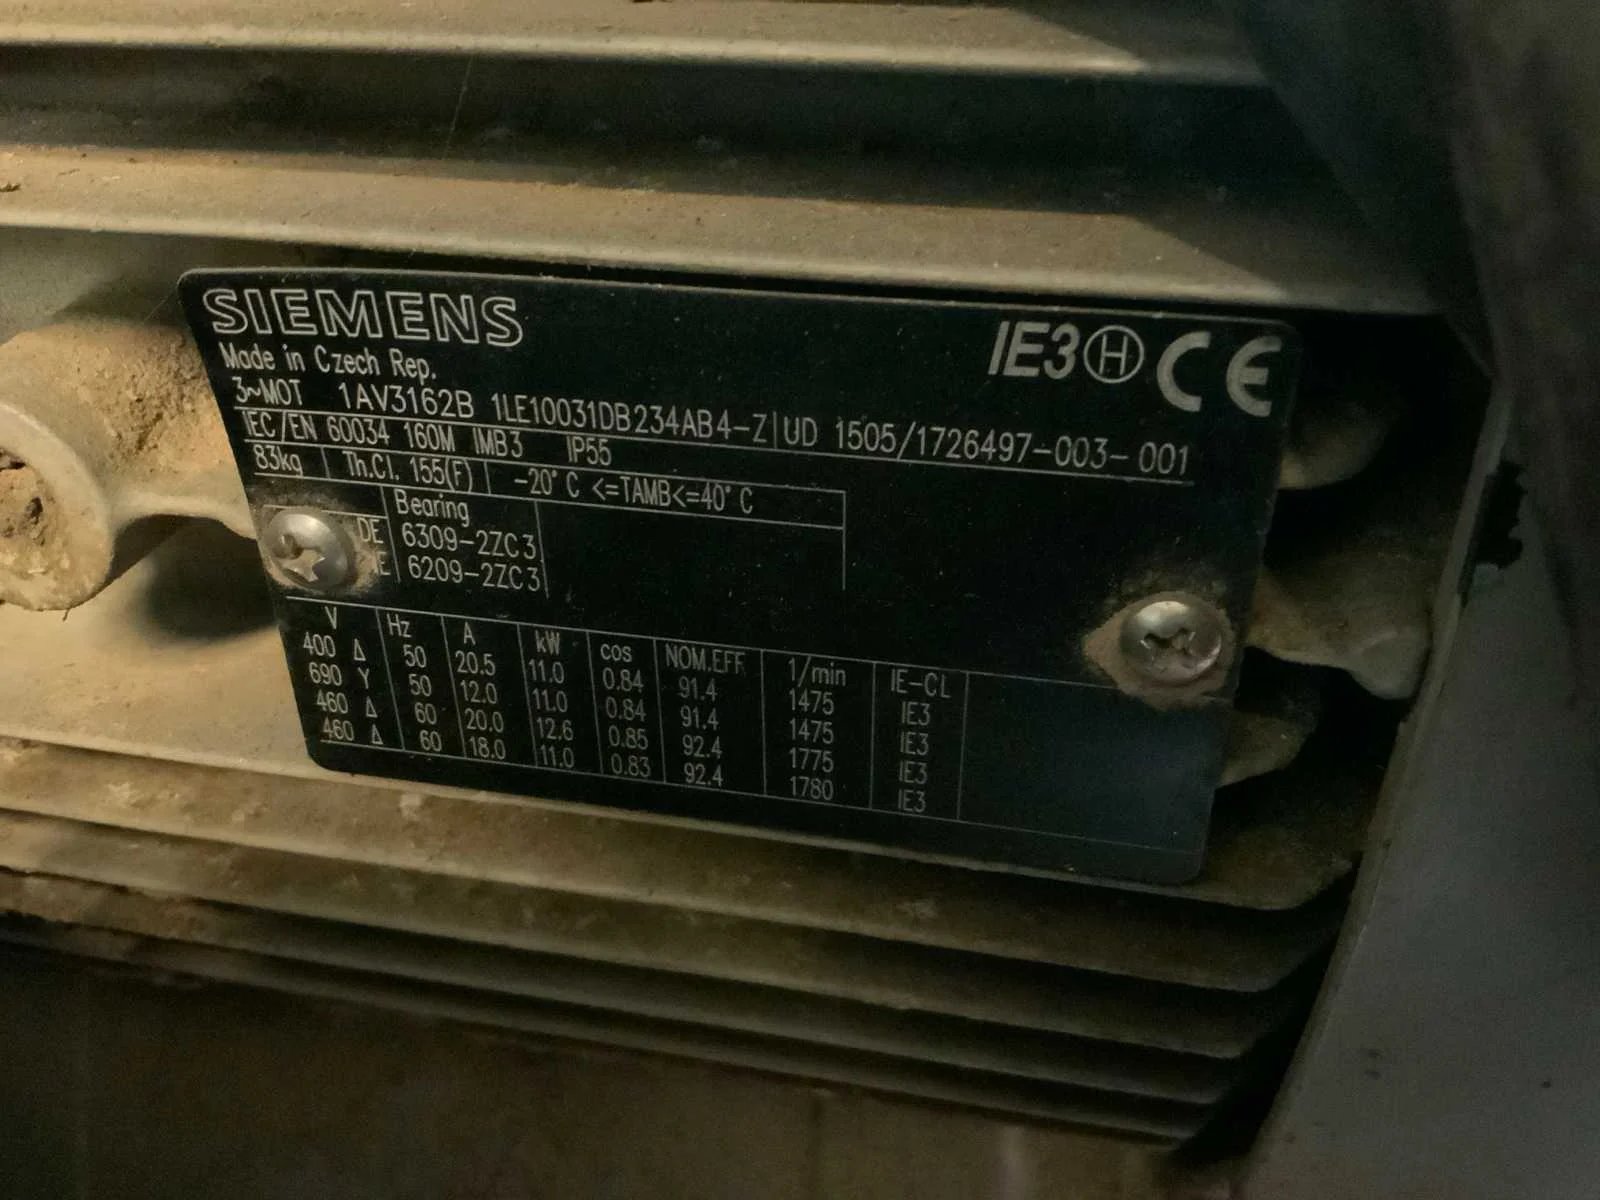 SIEMENS
IE3 H CE
Made in Czech Rep.
3~MOT 1AV3162B 1LE10031DB234AB4-Z UD 1505/1726497-003-001
IEC/EN 60034 160M IMB3 IP55
83kg Th.Cl. 155(F) -20° C <=TAMB<=40° C
Bearing
DE 6309-2ZC3
6209-2ZC3
V Hz A kW cos NOM.EFF 1/min IE-CL
400 Δ 50 20.5 11.0 0.84 91.4 1475 IE3
690 Y 50 12.0 11.0 0.84 91.4 1475 IE3
460 Δ 60 20.0 12.6 0.85 92.4 1775 IE3
460 Δ 60 18.0 11.0 0.83 92.4 1780 IE3